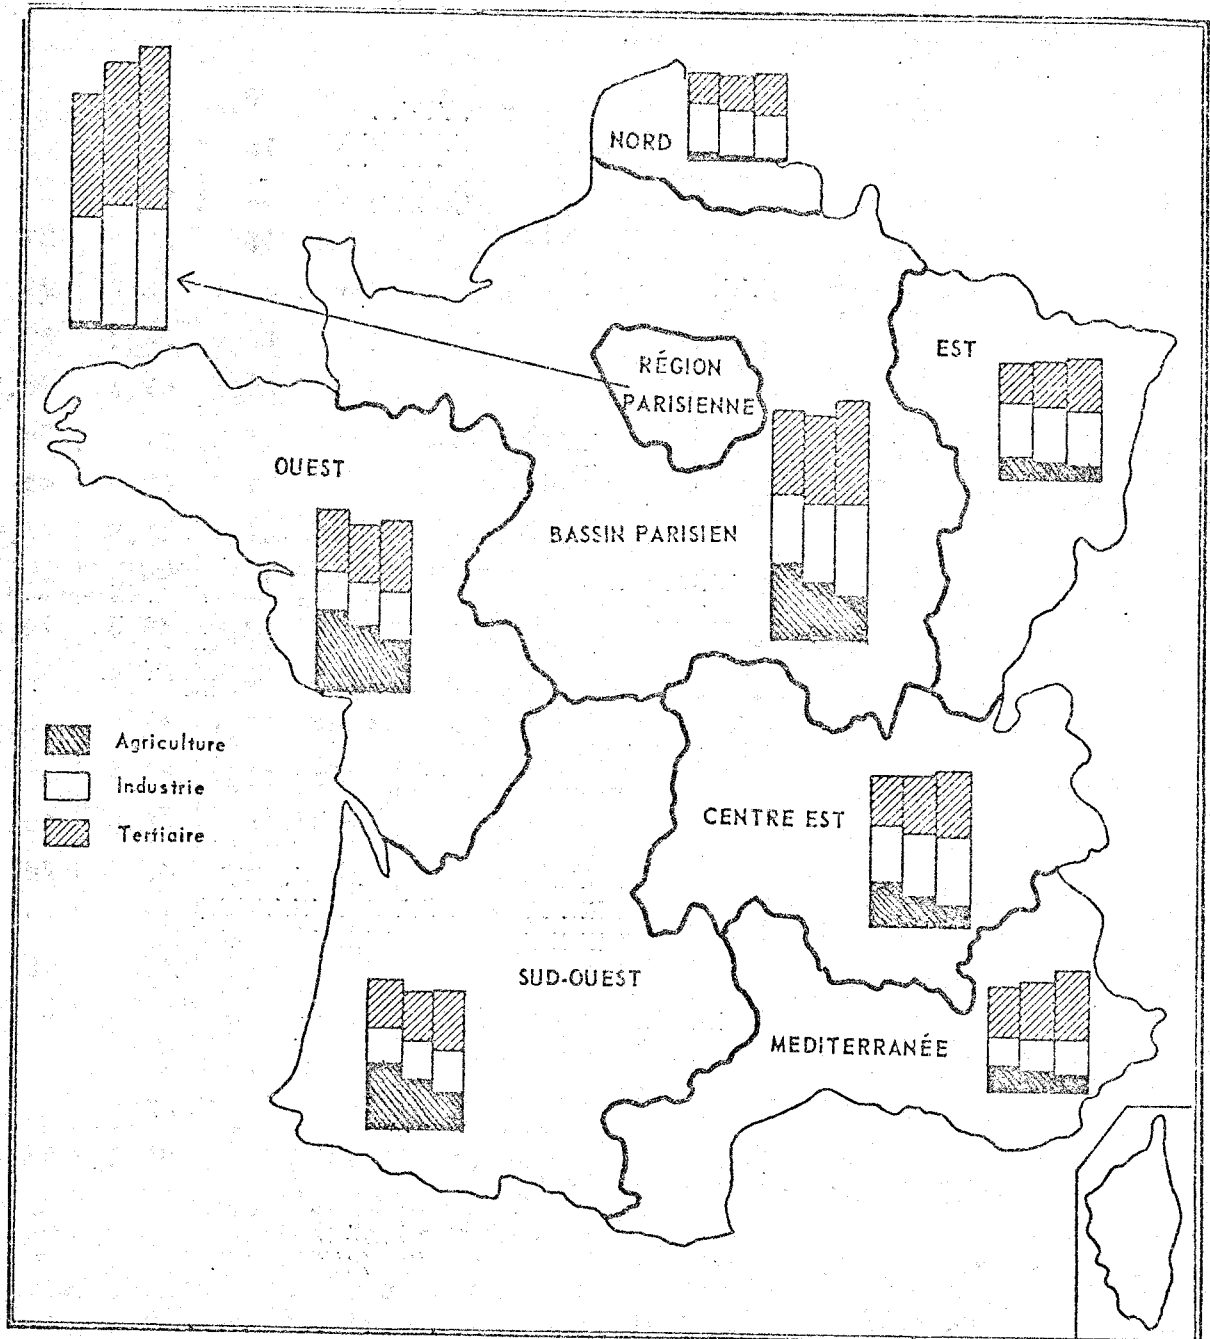 NORD
RÉGION
PARISIENNE
EST
OUEST
BASSIN PARISIEN
Agriculture
Industrie
Tertiaire
CENTRE EST
SUD-OUEST
MEDITERRANÉE